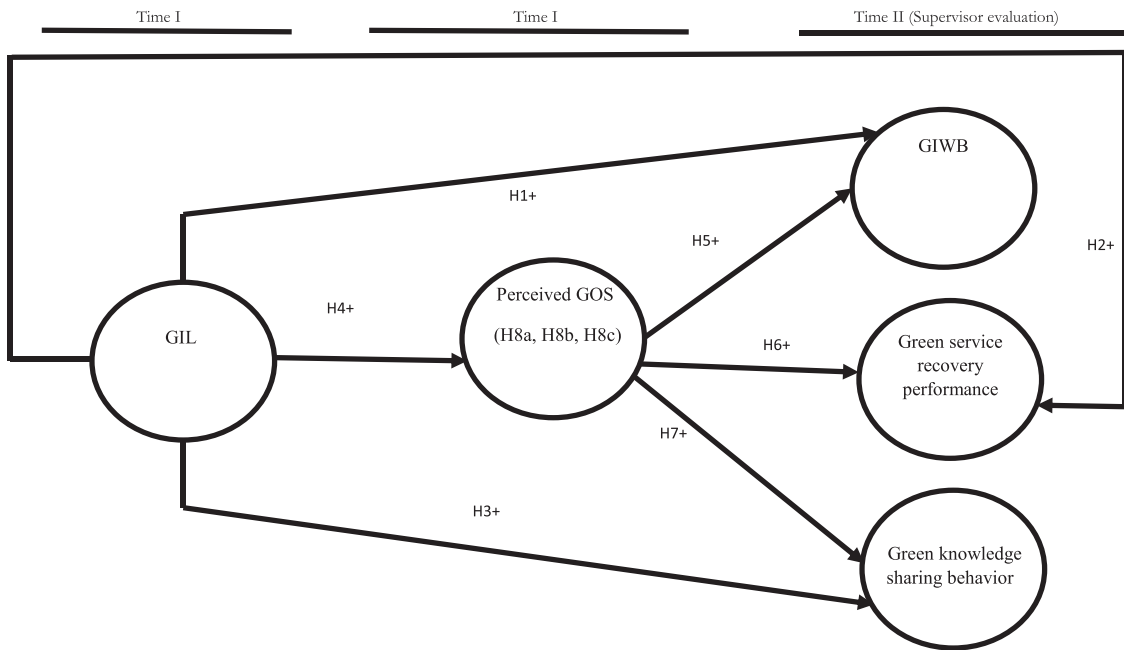 Time I
Time I
Time II (Supervisor evaluation)
GIWB
H1+
H5+
H2+
Perceived GOS
(H8a, H8b, H8c)
H4+
GIL
H6+
Green service
recovery
performance
H7+
H3+
Green knowledge
sharing behavior